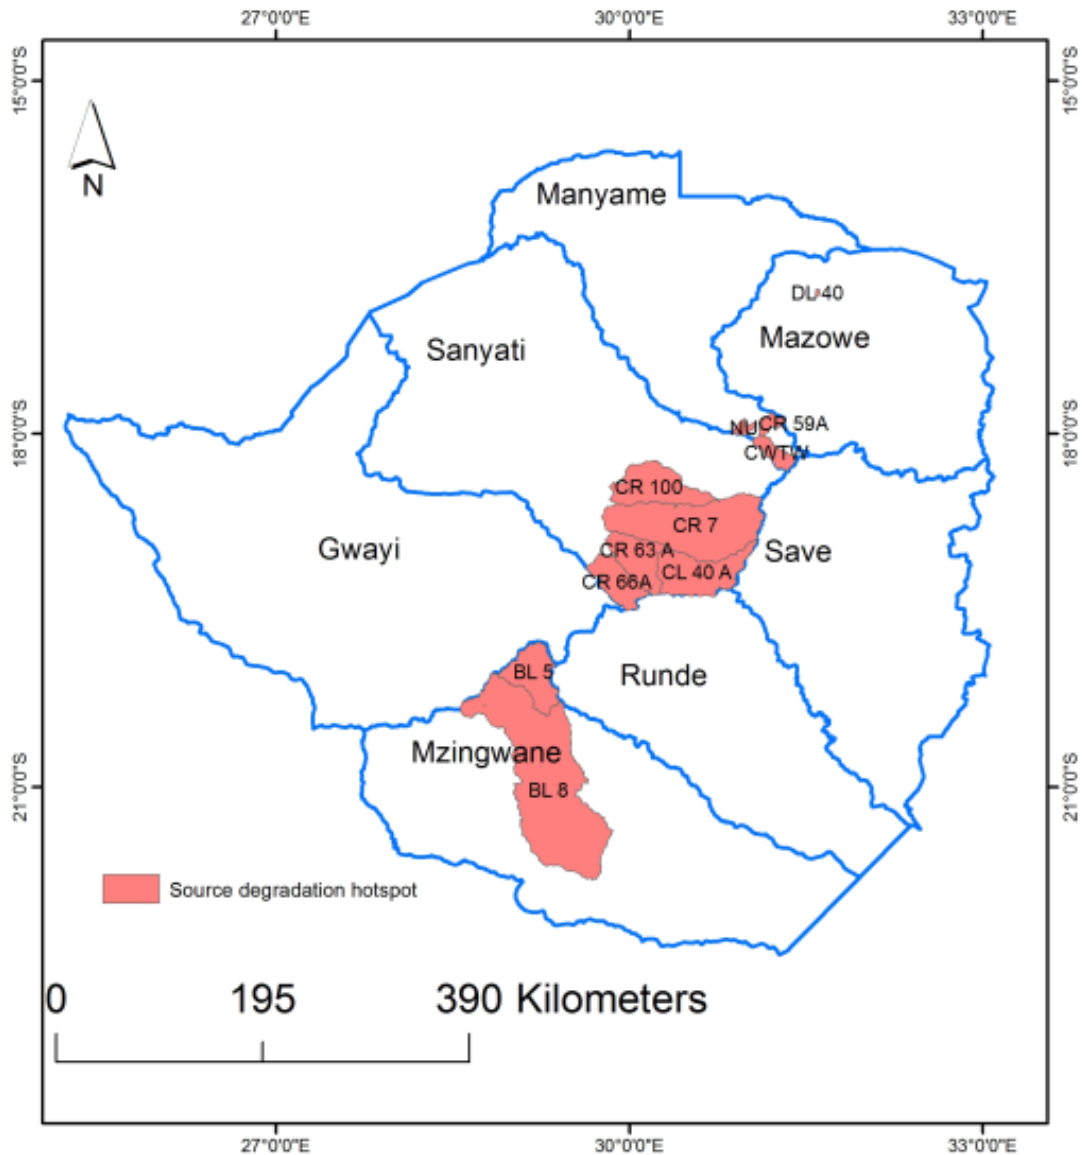 27°0'0"E
30°0'0"E
33°0'0"E
15°0'0"S
15°0'0"S
N
Manyame
DL 40
Mazowe
Sanyati
NU
CR 59A
18°0'0"S
18°0'0"S
CWTW
CR 100
CR 7
Gwayi
CR 63 A
Save
CL 40 A
CR 66A
BL 5
Runde
Mzingwane
21°0'0"S
21°0'0"S
BL 8
Source degradation hotspot
0 195 390 Kilometers
27°0'0"E
30°0'0"E
33°0'0"E